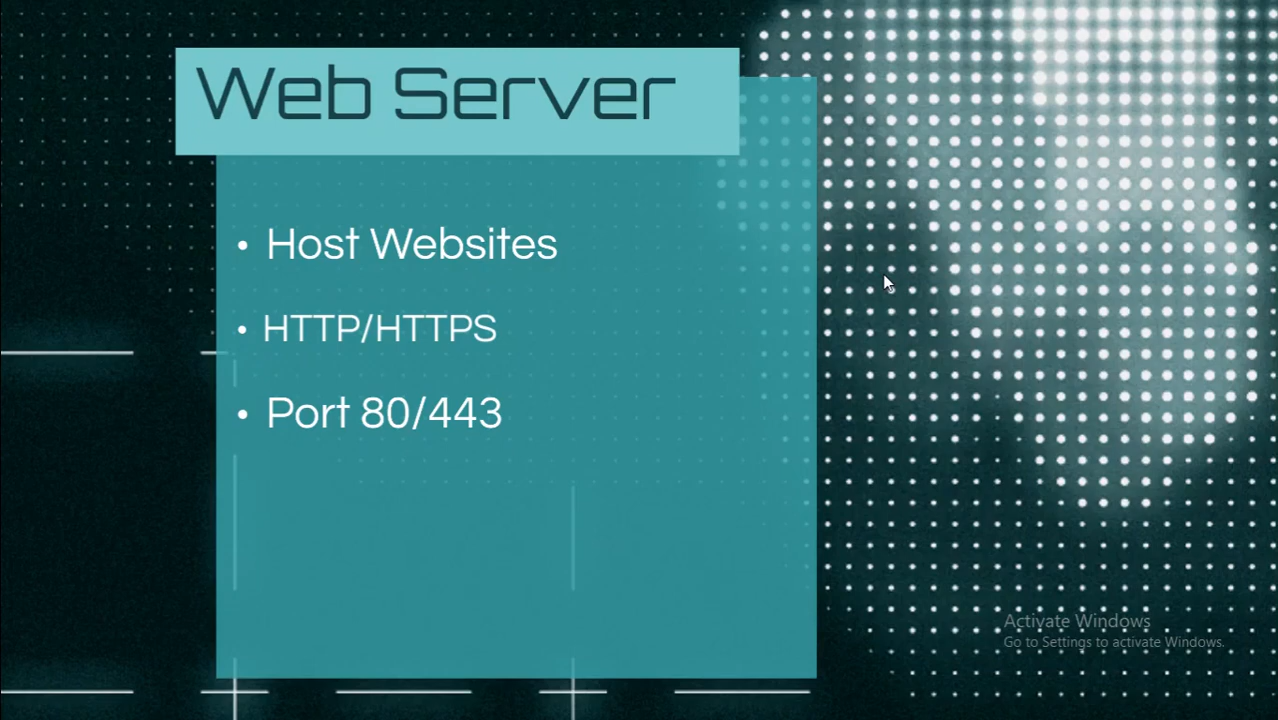 Web Server
• Host Websites
• HTTP/HTTPS
• Port 80/443
Activate Windows
Go to Settings to activate Windows.